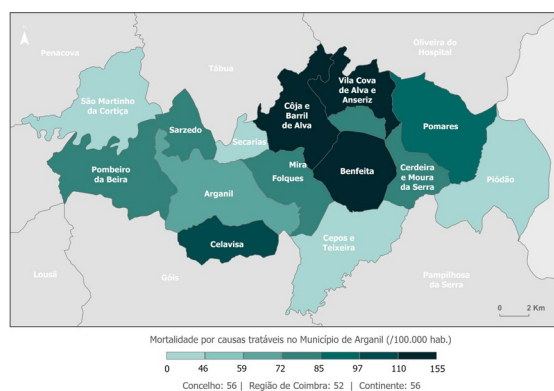 Penacova
Tábua
Oliveira do
Hospital
São Martinho
da Cortiça
Sarzedo
Secarias
Côja e
Barril
de Alva
Vila Cova
de Alva e
Anseriz
Pomares
Pombeiro
da Beira
Arganil
Mira
Folques
Benfeita
Cerdeira e
Moura
da Serra
Piódão
Celavisa
Cepos e
Teixeira
Lousã
Góis
Pampilhosa
da Serra
0 2 Km
Mortalidade por causas tratáveis no Município de Arganil (/100.000 hab.)
0 46 59 72 85 97 110 155
Concelho: 56 | Região de Coimbra: 52 | Continente: 56